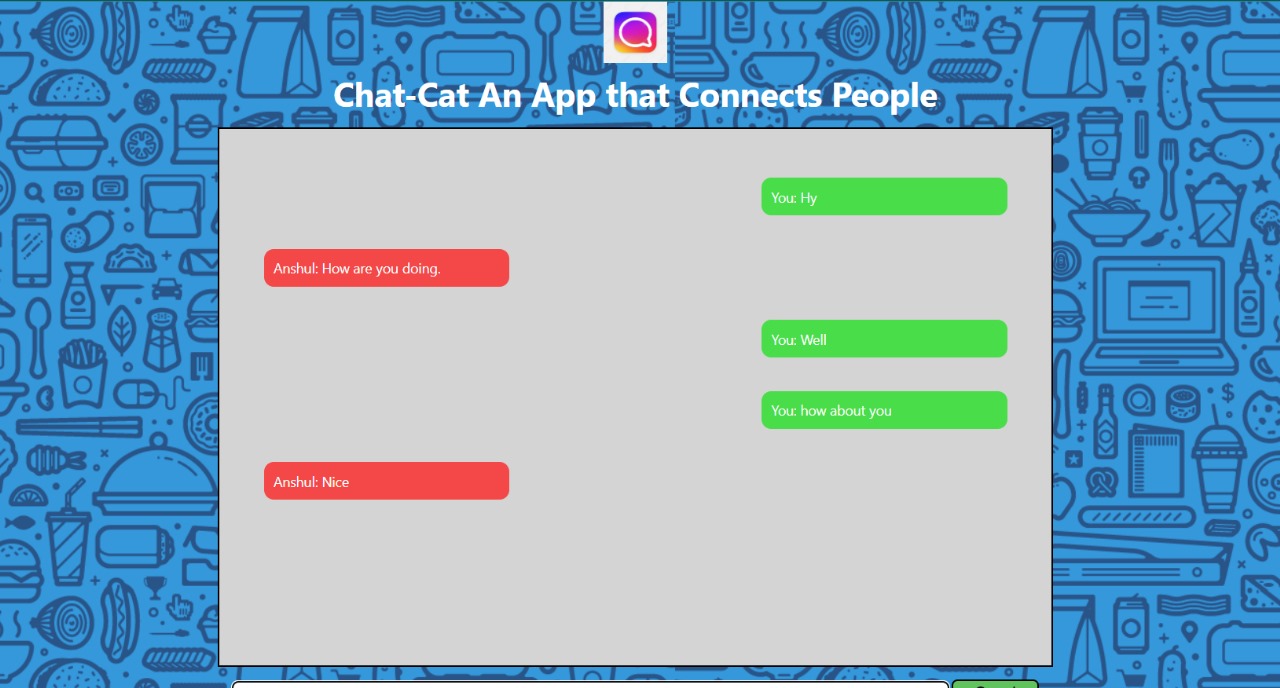 Chat-Cat An App that Connects People
You: Hy
Anshul: How are you doing.
You: Well
You: how about you
Anshul: Nice